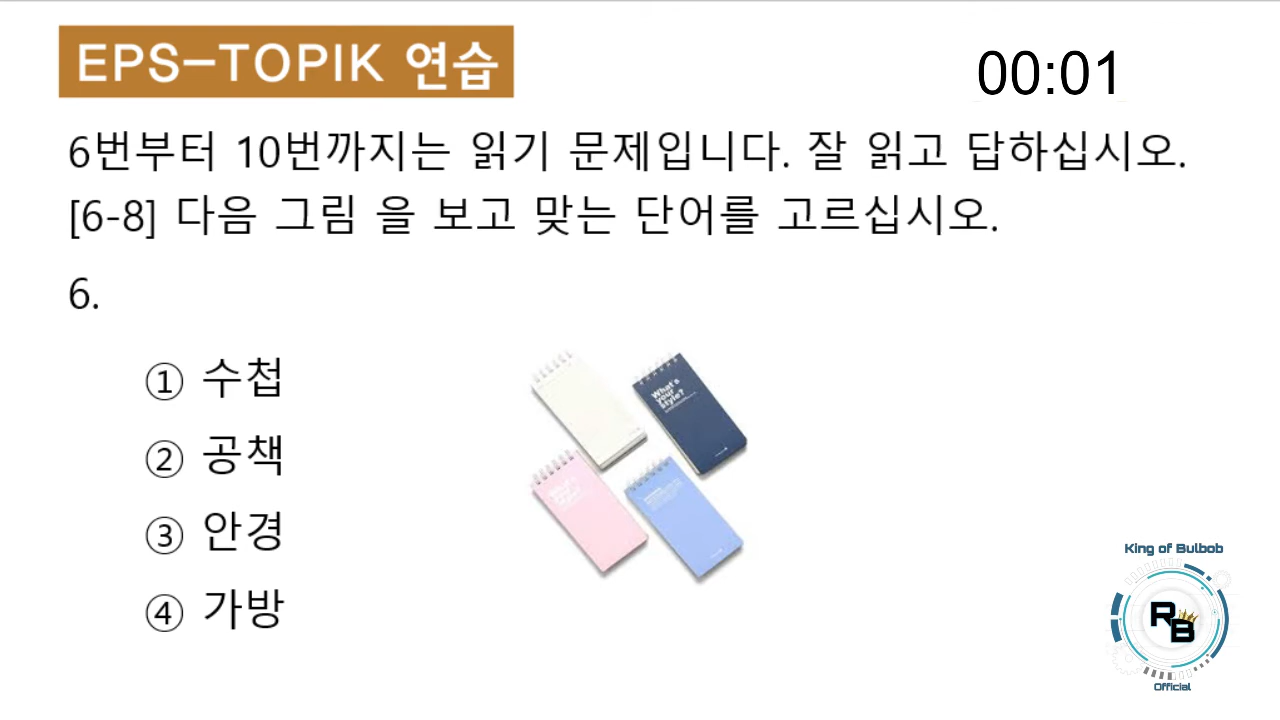 EPS-TOPIK 연습
00:01
6번부터 10번까지는 읽기 문제입니다. 잘 읽고 답하십시오.
[6-8] 다음 그림 을 보고 맞는 단어를 고르십시오.
6.
① 수첩
② 공책
③ 안경
④ 가방
What's
your
style?
King of Bulbob
RB
Official